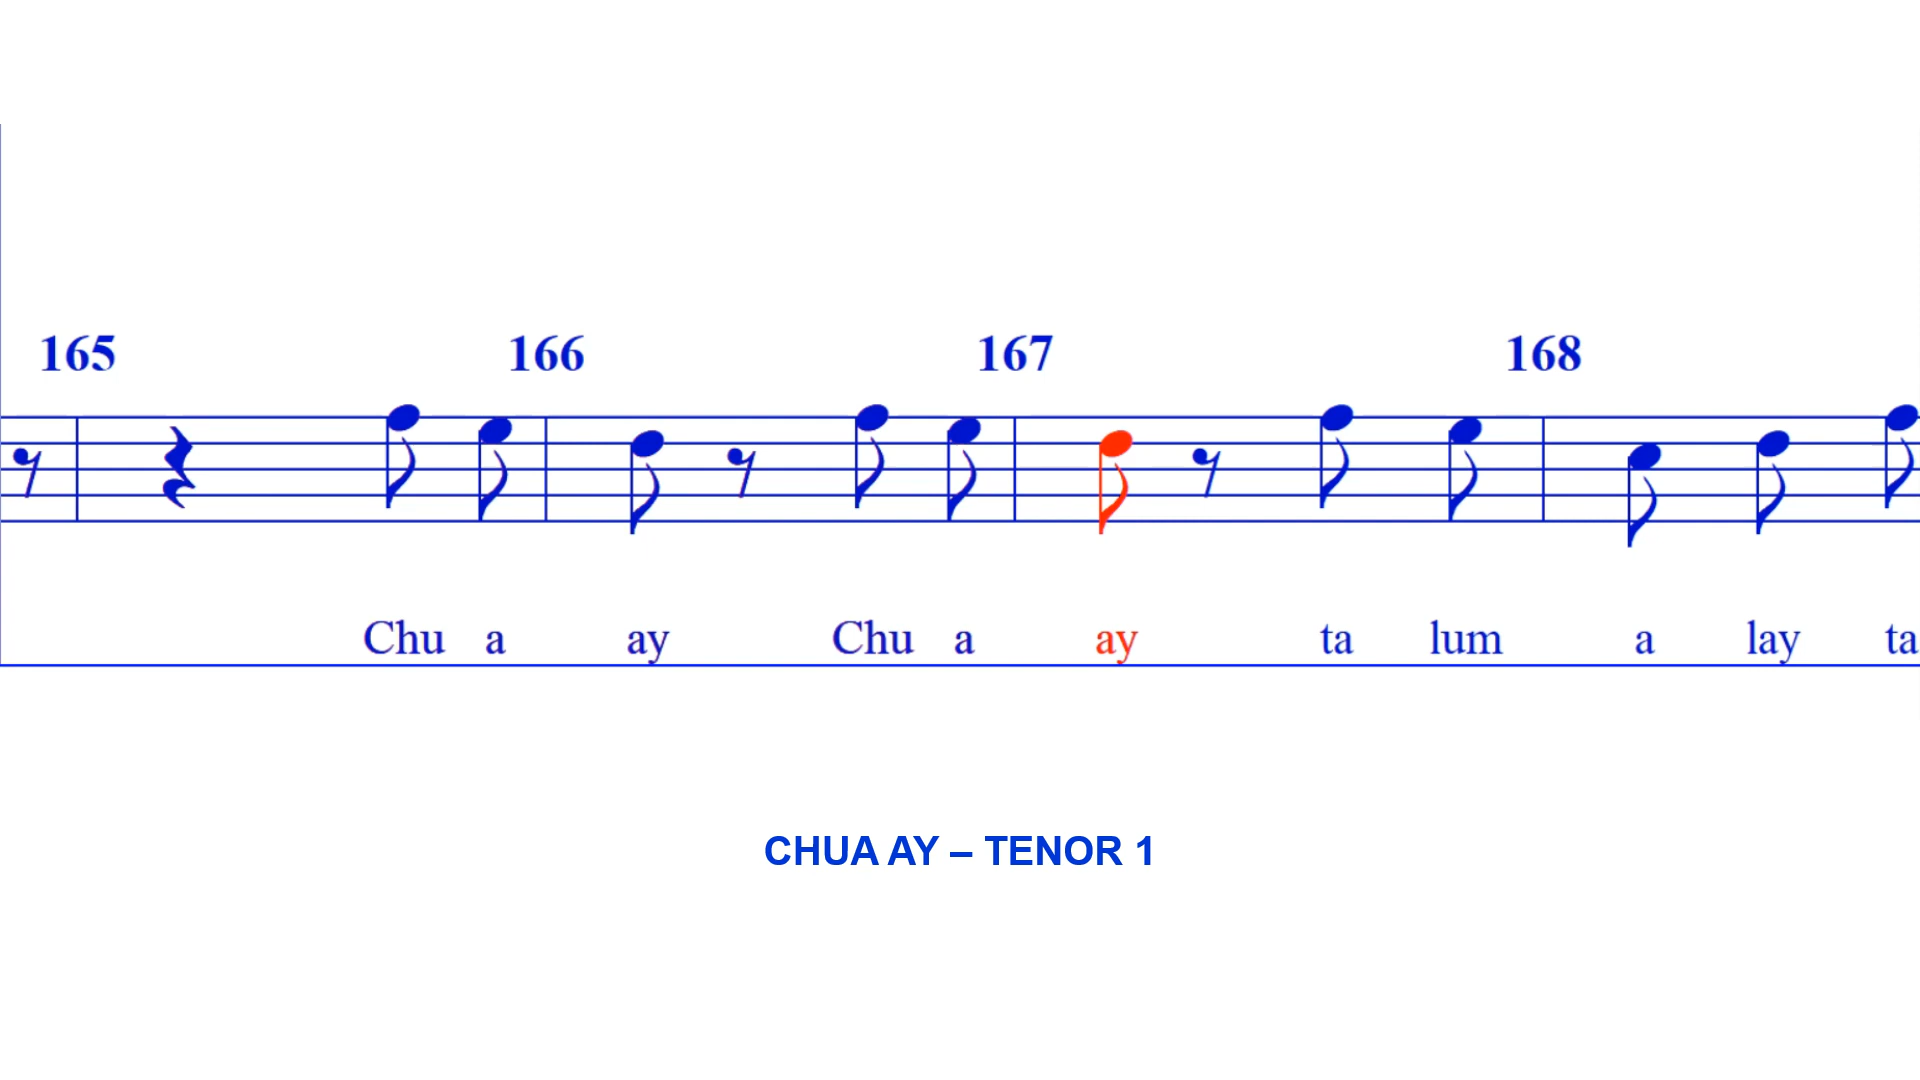 165 166 167 168
Chu a ay Chu a ay ta lum a lay ta
CHUA AY – TENOR 1